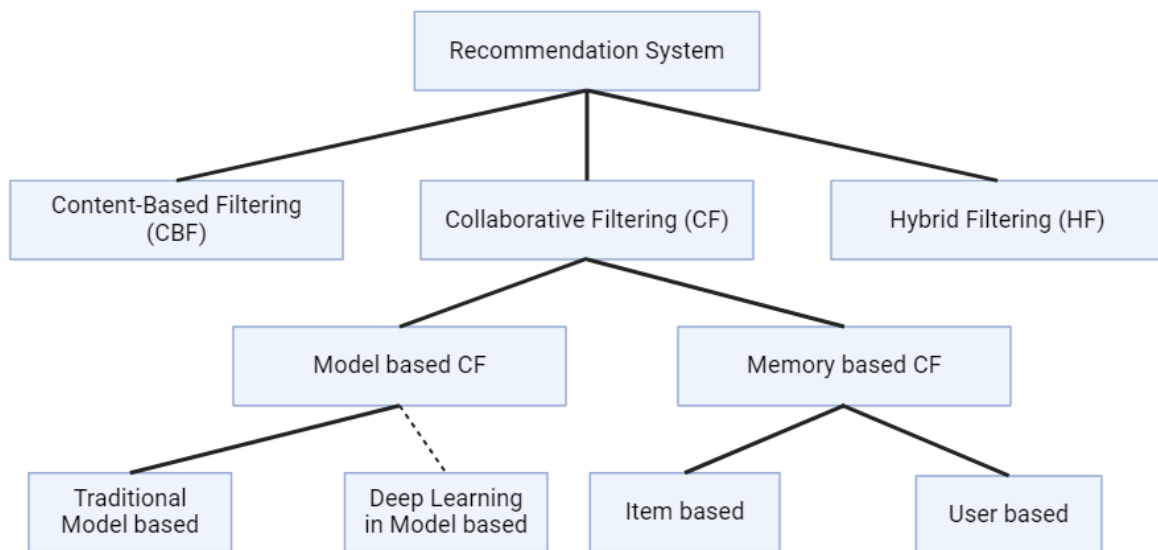 Recommendation System
Content-Based Filtering
(CBF)
Collaborative Filtering (CF)
Hybrid Filtering (HF)
Model based CF
Memory based CF
Traditional
Model based
Deep Learning
in Model based
Item based
User based